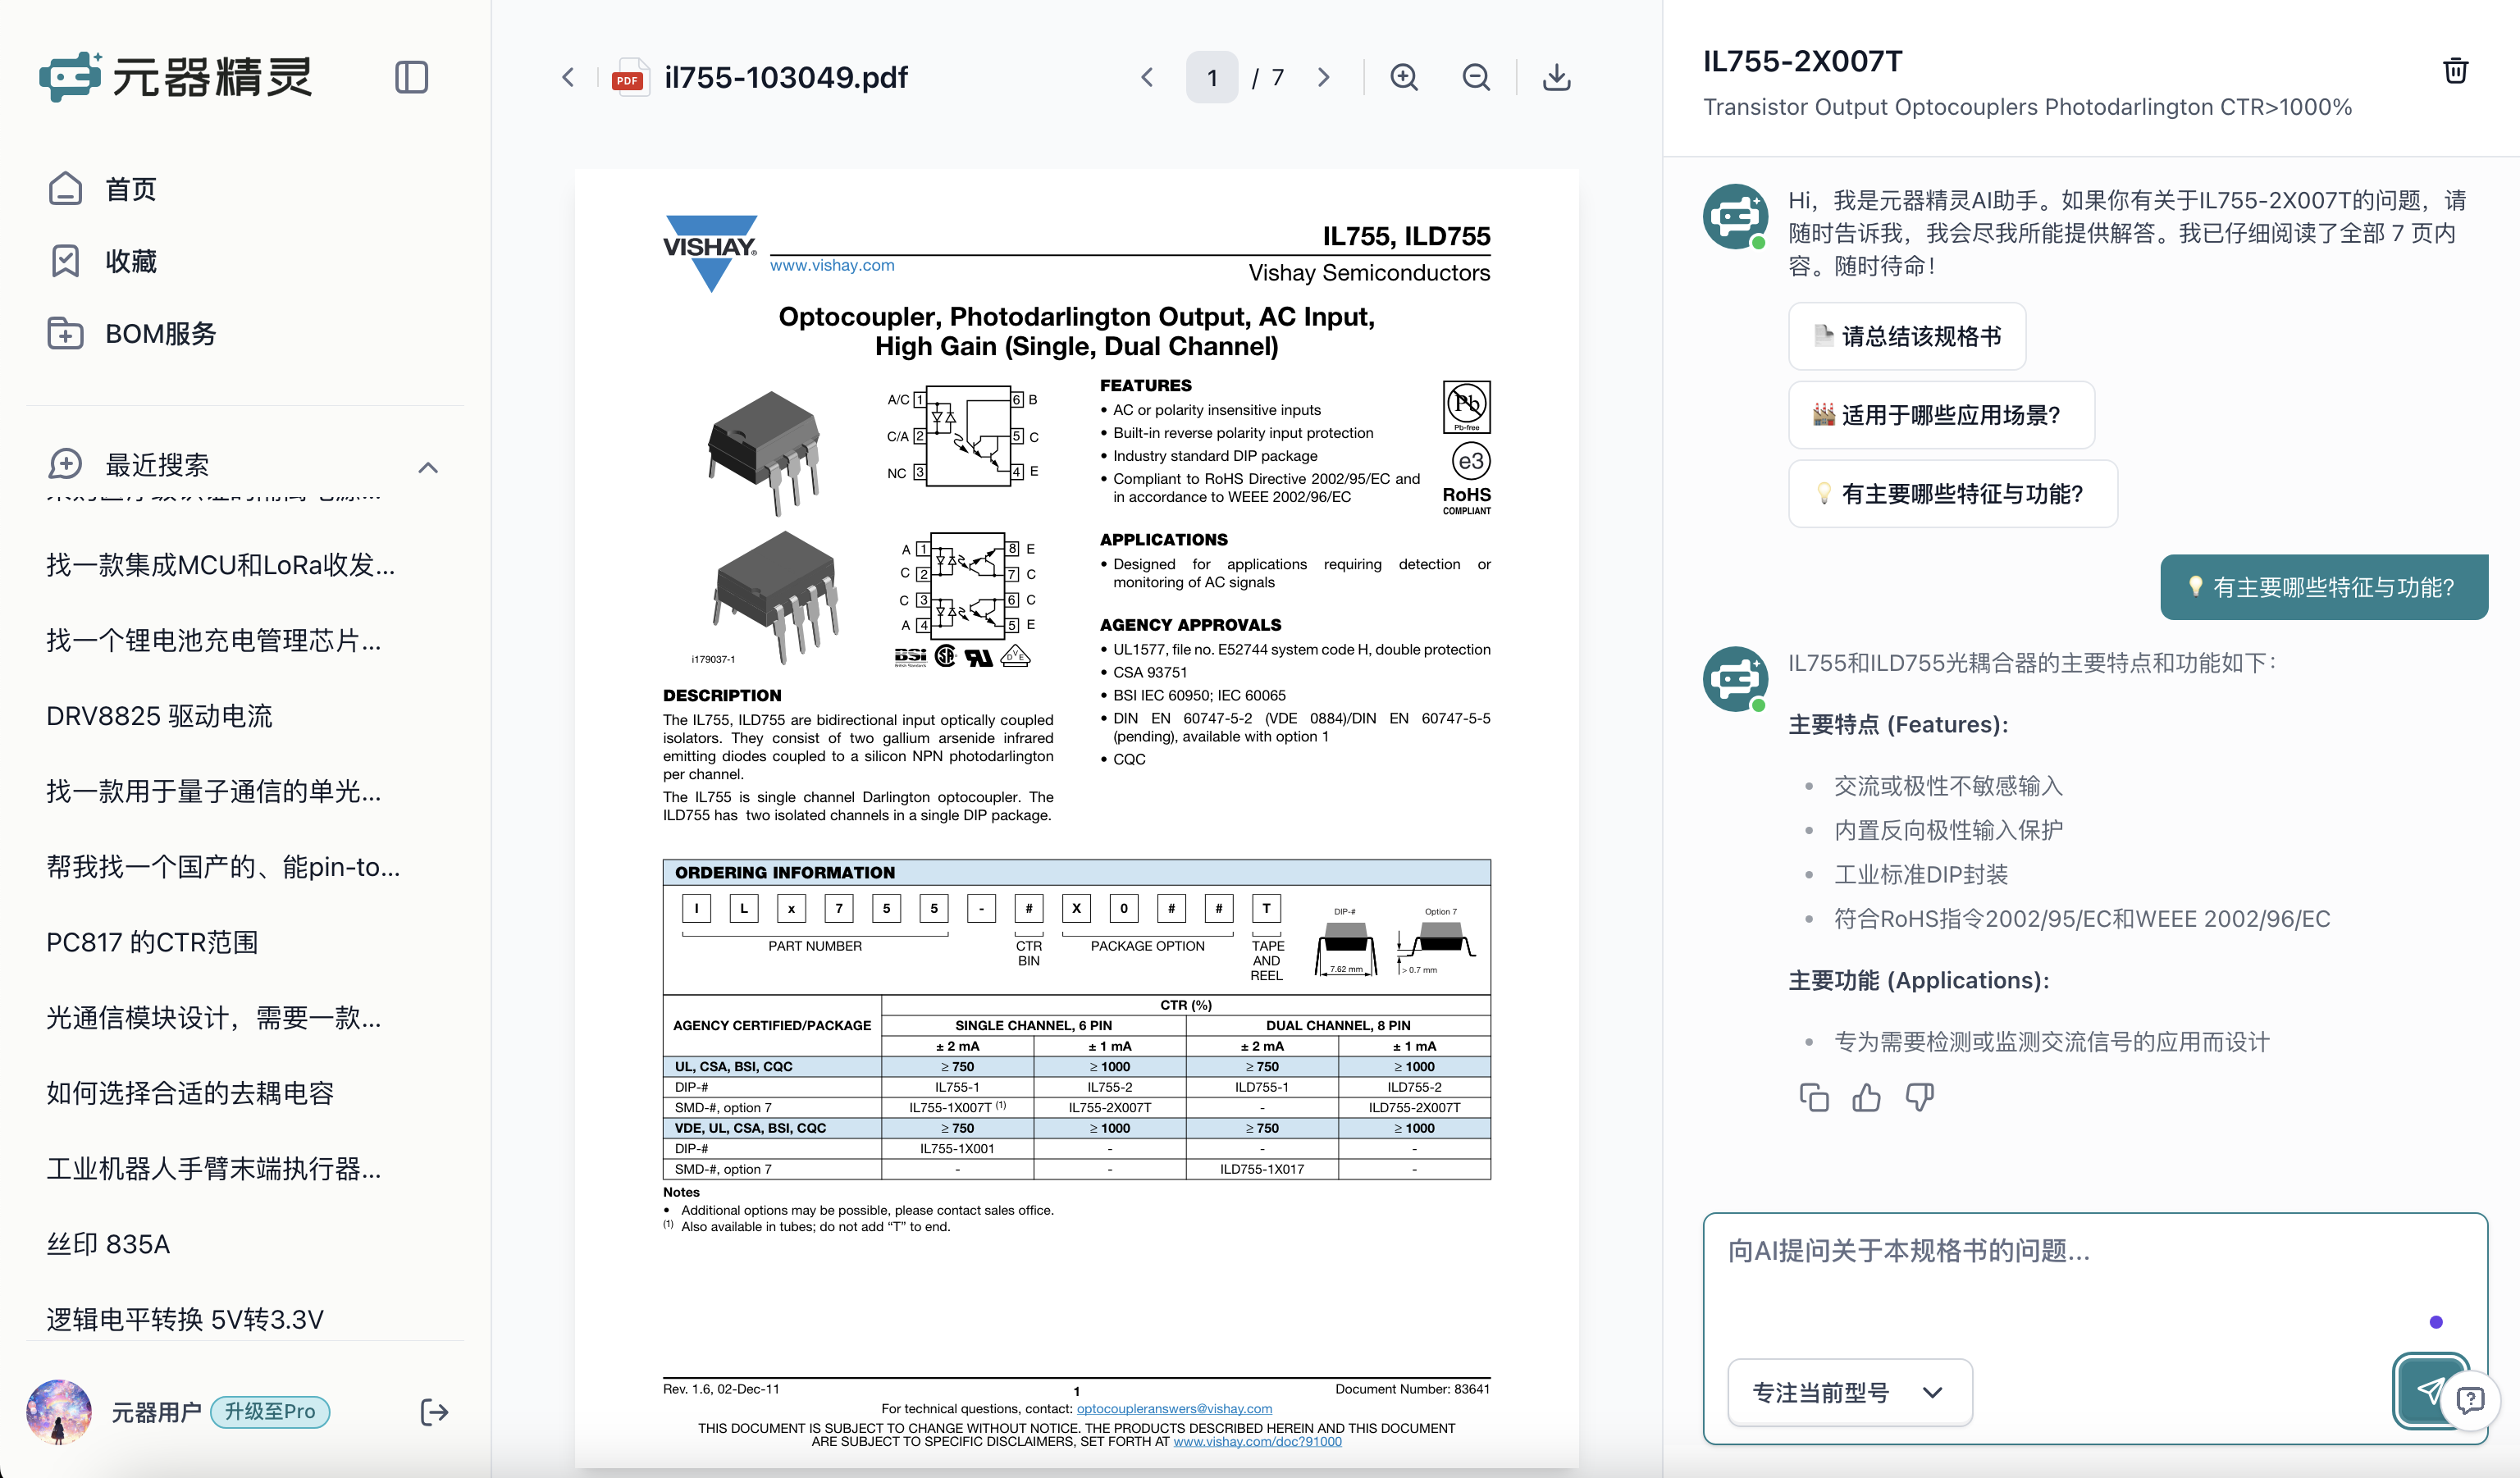 元器精灵
首页
收藏
BOM服务
最近搜索
找一款集成MCU和LoRa收发...
找一个锂电池充电管理芯片...
DRV8825 驱动电流
找一款用于量子通信的单光...
帮我找一个国产的、能pin-to...
PC817 的CTR范围
光通信模块设计，需要一款...
如何选择合适的去耦电容
工业机器人手臂末端执行器...
丝印 835A
逻辑电平转换 5V转3.3V
元器用户 升级至Pro
PDF il755-103049.pdf
1 / 7
VISHAY®
www.vishay.com
IL755, ILD755
Vishay Semiconductors
Optocoupler, Photodarlington Output, AC Input,
High Gain (Single, Dual Channel)
A/C 1 6 B
C/A 2 5 C
NC 3 4 E
A 1 8 E
C 2 7 C
C 3 6 C
A 4 5 E
i179037-1
BSI
DVE
DESCRIPTION
The IL755, ILD755 are bidirectional input optically coupled
isolators. They consist of two gallium arsenide infrared
emitting diodes coupled to a silicon NPN photodarlington
per channel.
The IL755 is single channel Darlington optocoupler. The
ILD755 has two isolated channels in a single DIP package.
FEATURES
• AC or polarity insensitive inputs
• Built-in reverse polarity input protection
• Industry standard DIP package
• Compliant to RoHS Directive 2002/95/EC and
in accordance to WEEE 2002/96/EC
Pb
Pb-free
e3
RoHS
COMPLIANT
APPLICATIONS
• Designed for applications requiring detection or
monitoring of AC signals
AGENCY APPROVALS
• UL1577, file no. E52744 system code H, double protection
• CSA 93751
• BSI IEC 60950; IEC 60065
• DIN EN 60747-5-2 (VDE 0884)/DIN EN 60747-5-5
(pending), available with option 1
• CQC
ORDERING INFORMATION
I L x 7 5 5 - # X 0 # # T
PART NUMBER
CTR
BIN
PACKAGE OPTION
TAPE
AND
REEL
DIP-#
7.62 mm
Option 7
> 0.7 mm
AGENCY CERTIFIED/PACKAGE
CTR (%)
SINGLE CHANNEL, 6 PIN DUAL CHANNEL, 8 PIN
± 2 mA ± 1 mA ± 2 mA ± 1 mA
UL, CSA, BSI, CQC ≥ 750 ≥ 1000 ≥ 750 ≥ 1000
DIP-# IL755-1 IL755-2 ILD755-1 ILD755-2
SMD-#, option 7 IL755-1X007T (1) IL755-2X007T - ILD755-2X007T
VDE, UL, CSA, BSI, CQC ≥ 750 ≥ 1000 ≥ 750 ≥ 1000
DIP-# IL755-1X001 - - -
SMD-#, option 7 - - ILD755-1X017 -
Notes
• Additional options may be possible, please contact sales office.
(1) Also available in tubes; do not add “T” to end.
Rev. 1.6, 02-Dec-11
1
Document Number: 83641
For technical questions, contact: optocoupleranswers@vishay.com
THIS DOCUMENT IS SUBJECT TO CHANGE WITHOUT NOTICE. THE PRODUCTS DESCRIBED HEREIN AND THIS DOCUMENT
ARE SUBJECT TO SPECIFIC DISCLAIMERS, SET FORTH AT www.vishay.com/doc?91000
IL755-2X007T
Transistor Output Optocouplers Photodarlington CTR>1000%
Hi，我是元器精灵AI助手。如果你有关于IL755-2X007T的问题，请
随时告诉我，我会尽我所能提供解答。我已仔细阅读了全部 7 页内
容。随时待命！
请总结该规格书
适用于哪些应用场景?
有主要哪些特征与功能?
有主要哪些特征与功能?
IL755和ILD755光耦合器的主要特点和功能如下：
主要特点 (Features):
• 交流或极性不敏感输入
• 内置反向极性输入保护
• 工业标准DIP封装
• 符合RoHS指令2002/95/EC和WEEE 2002/96/EC
主要功能 (Applications):
• 专为需要检测或监测交流信号的应用而设计
向AI提问关于本规格书的问题...
专注当前型号